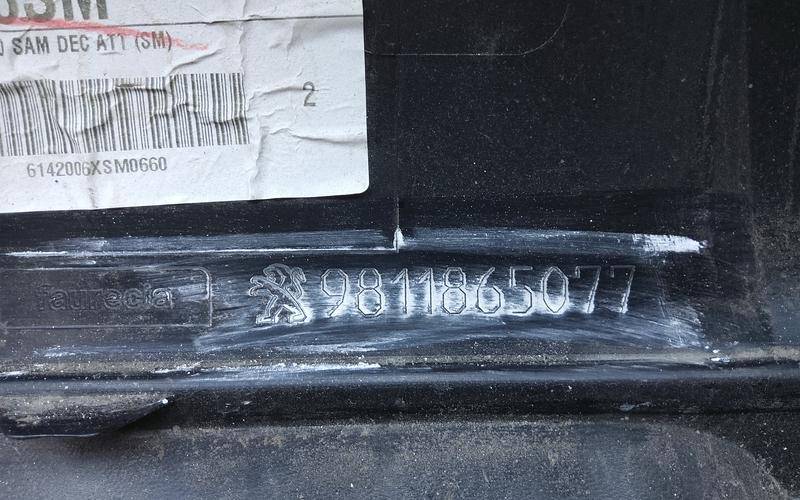 SAM DEC ATT (SM)
2
6142006XSM0660
faurecia
9811865077